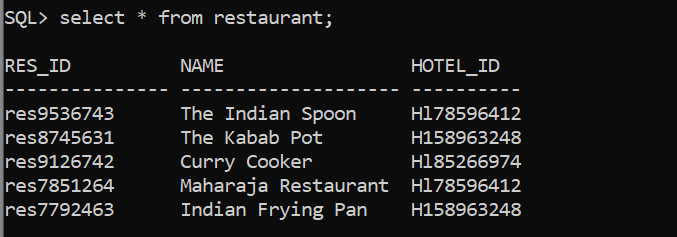 SQL> select * from restaurant;
RES_ID NAME HOTEL_ID
--------------- -------------------- ----------
res9536743 The Indian Spoon Hl78596412
res8745631 The Kabab Pot H158963248
res9126742 Curry Cooker Hl85266974
res7851264 Maharaja Restaurant Hl78596412
res7792463 Indian Frying Pan H158963248